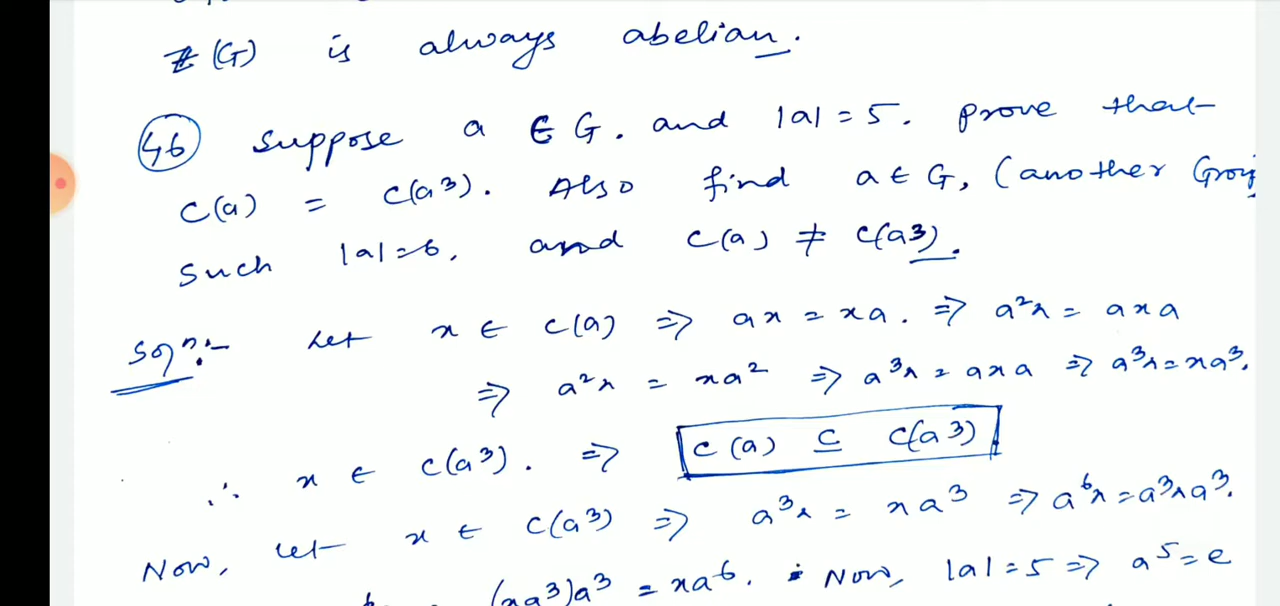 Z(G) is always abelian.
46 Suppose a ∈ G. and |a| = 5. prove that
C(a) = C(a³). Also find a ∈ G, (another Group
Such |a| = 6, and C(a) ≠ C(a³).
Solⁿ:- Let x ∈ C(a) ⇒ ax = xa. ⇒ a²x = axa
⇒ a²x = xa² ⇒ a³x = axa ⇒ a³x = xa³.
∴ x ∈ C(a³). ⇒ C(a) ⊆ C(a³)
Now, let x ∈ C(a³) ⇒ a³x = xa³ ⇒ a⁶x = a³xa³.
(xa³)a³ = xa⁶. Now, |a| = 5 ⇒ a⁵ = e